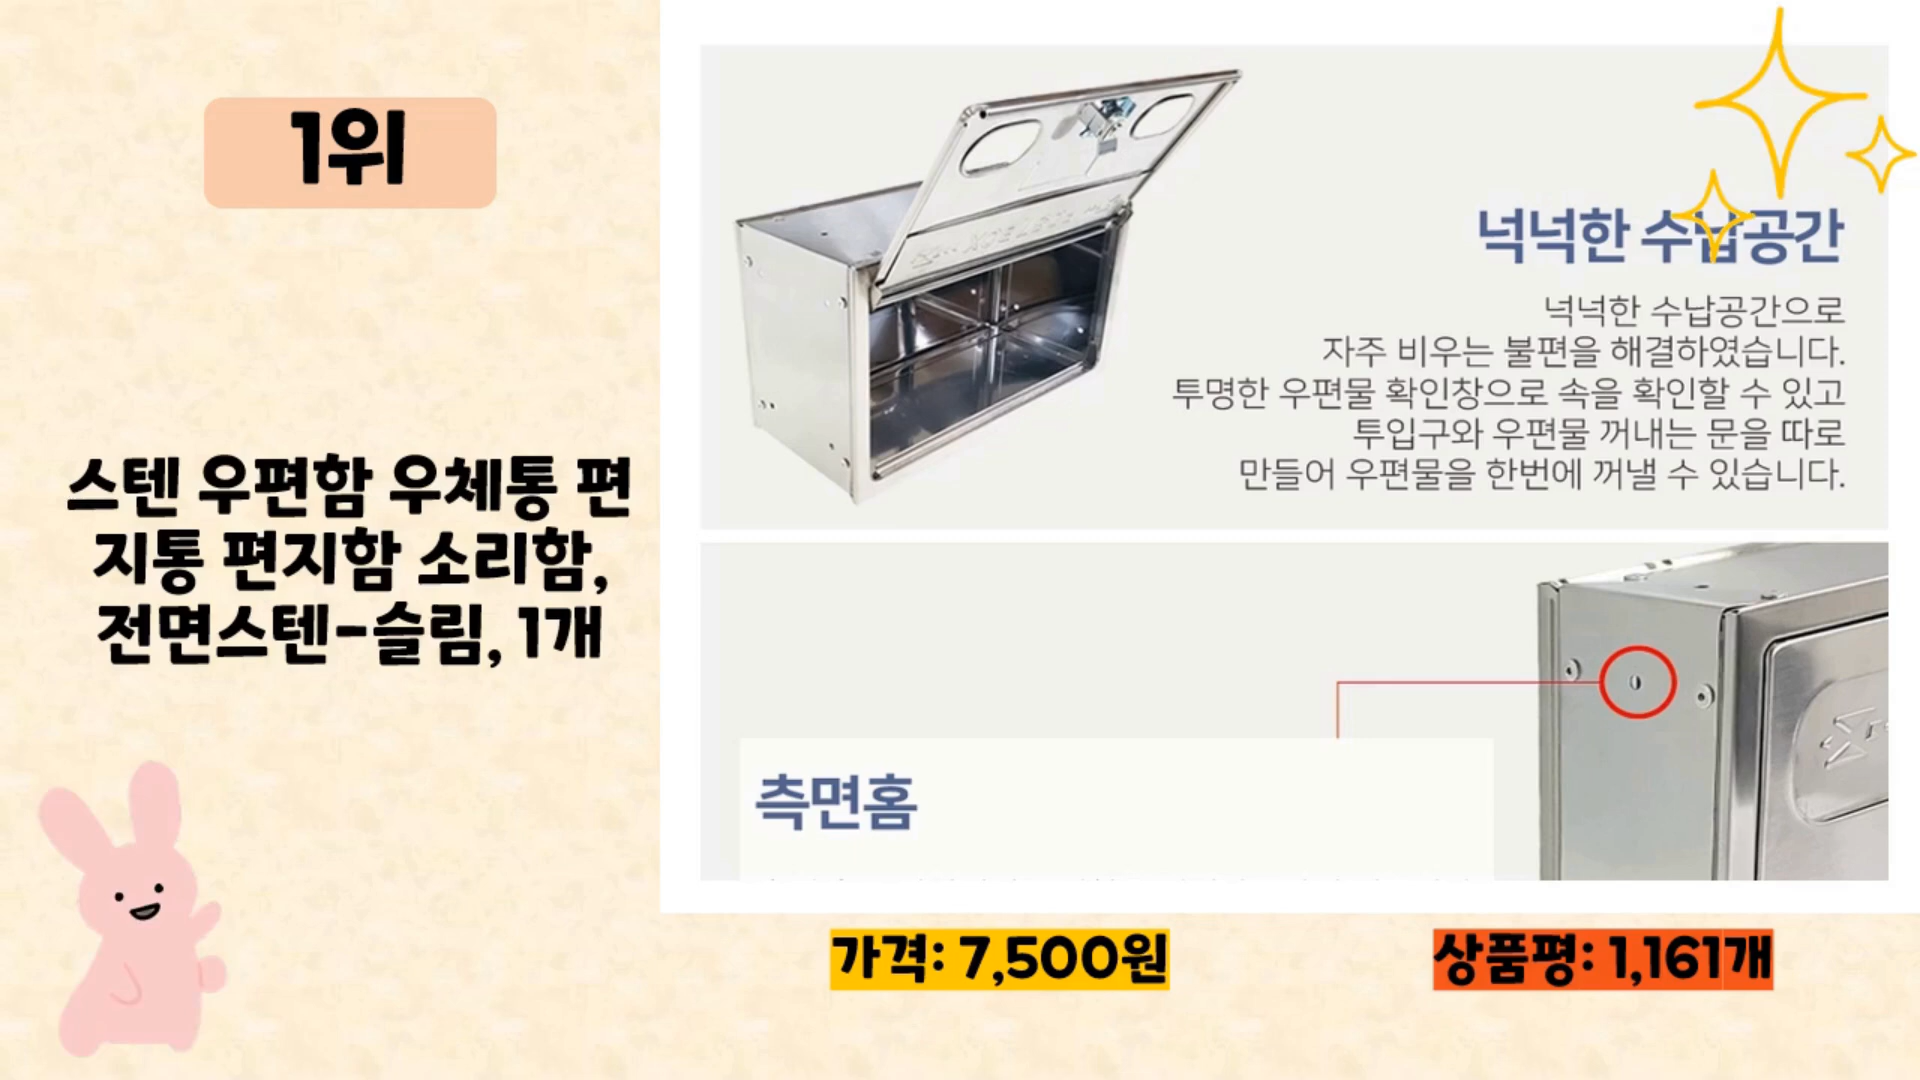 1위
스텐 우편함 우체통 편
지통 편지함 소리함,
전면스텐-슬림, 1개
넉넉한 수납공간
넉넉한 수납공간으로
자주 비우는 불편을 해결하였습니다.
투명한 우편물 확인창으로 속을 확인할 수 있고
투입구와 우편물 꺼내는 문을 따로
만들어 우편물을 한번에 꺼낼 수 있습니다.
측면홈
가격: 7,500원
상품평: 1,161개